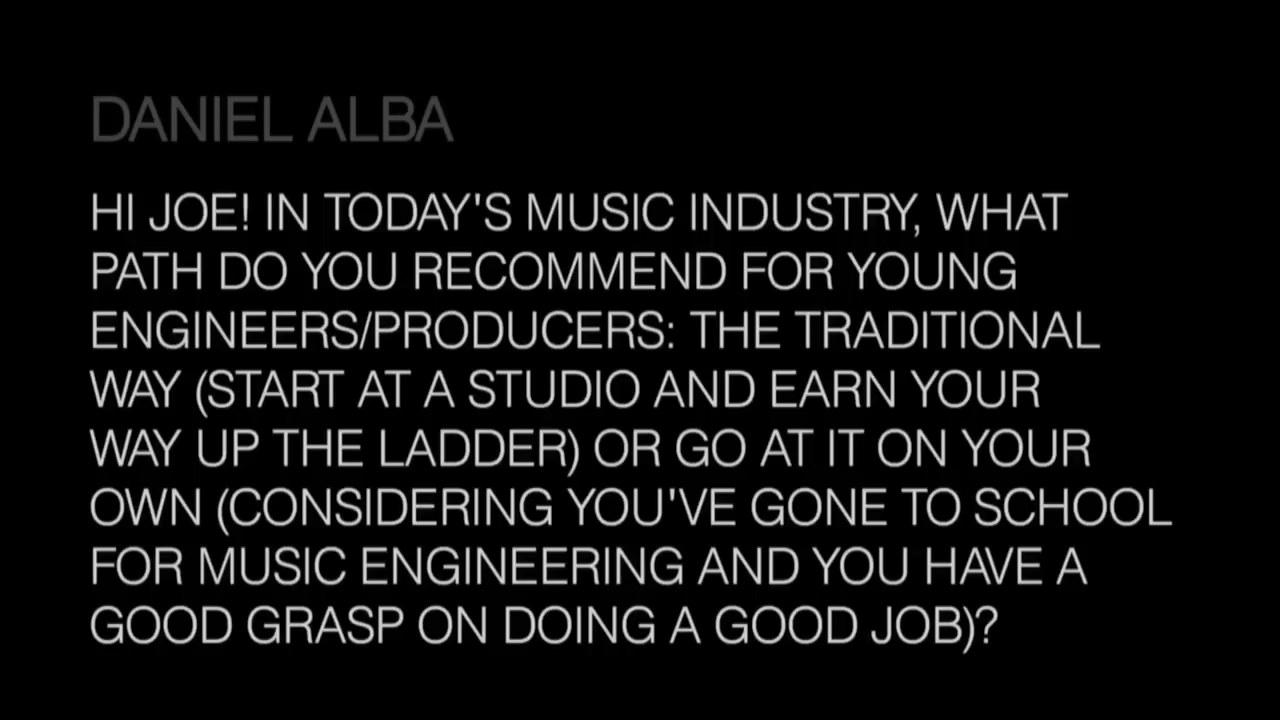 DANIEL ALBA
HI JOE! IN TODAY'S MUSIC INDUSTRY, WHAT
PATH DO YOU RECOMMEND FOR YOUNG
ENGINEERS/PRODUCERS: THE TRADITIONAL
WAY (START AT A STUDIO AND EARN YOUR
WAY UP THE LADDER) OR GO AT IT ON YOUR
OWN (CONSIDERING YOU'VE GONE TO SCHOOL
FOR MUSIC ENGINEERING AND YOU HAVE A
GOOD GRASP ON DOING A GOOD JOB)?